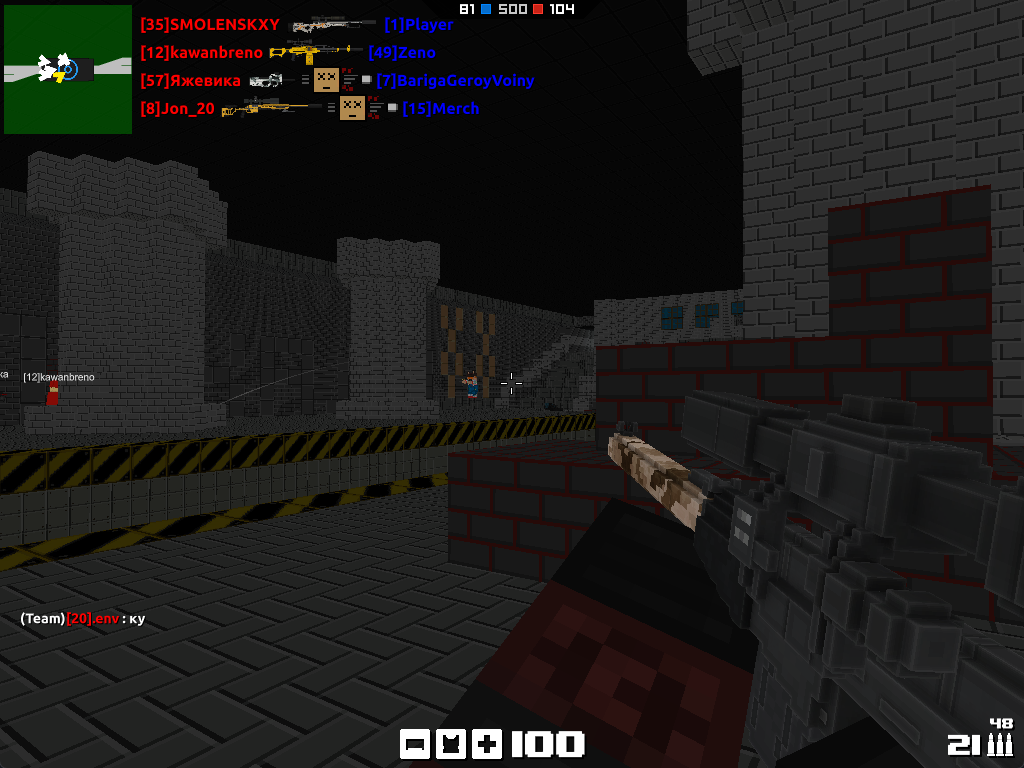 81 500 104
[35]SMOLENSKXY [1]Player
[12]kawanbreno [49]Zeno
[57]Яжевика [7]BarigaGeroyVoiny
[8]Jon_20 [15]Merch
ка [12]kawanbreno
(Team)[20].env : ку
100
48
21